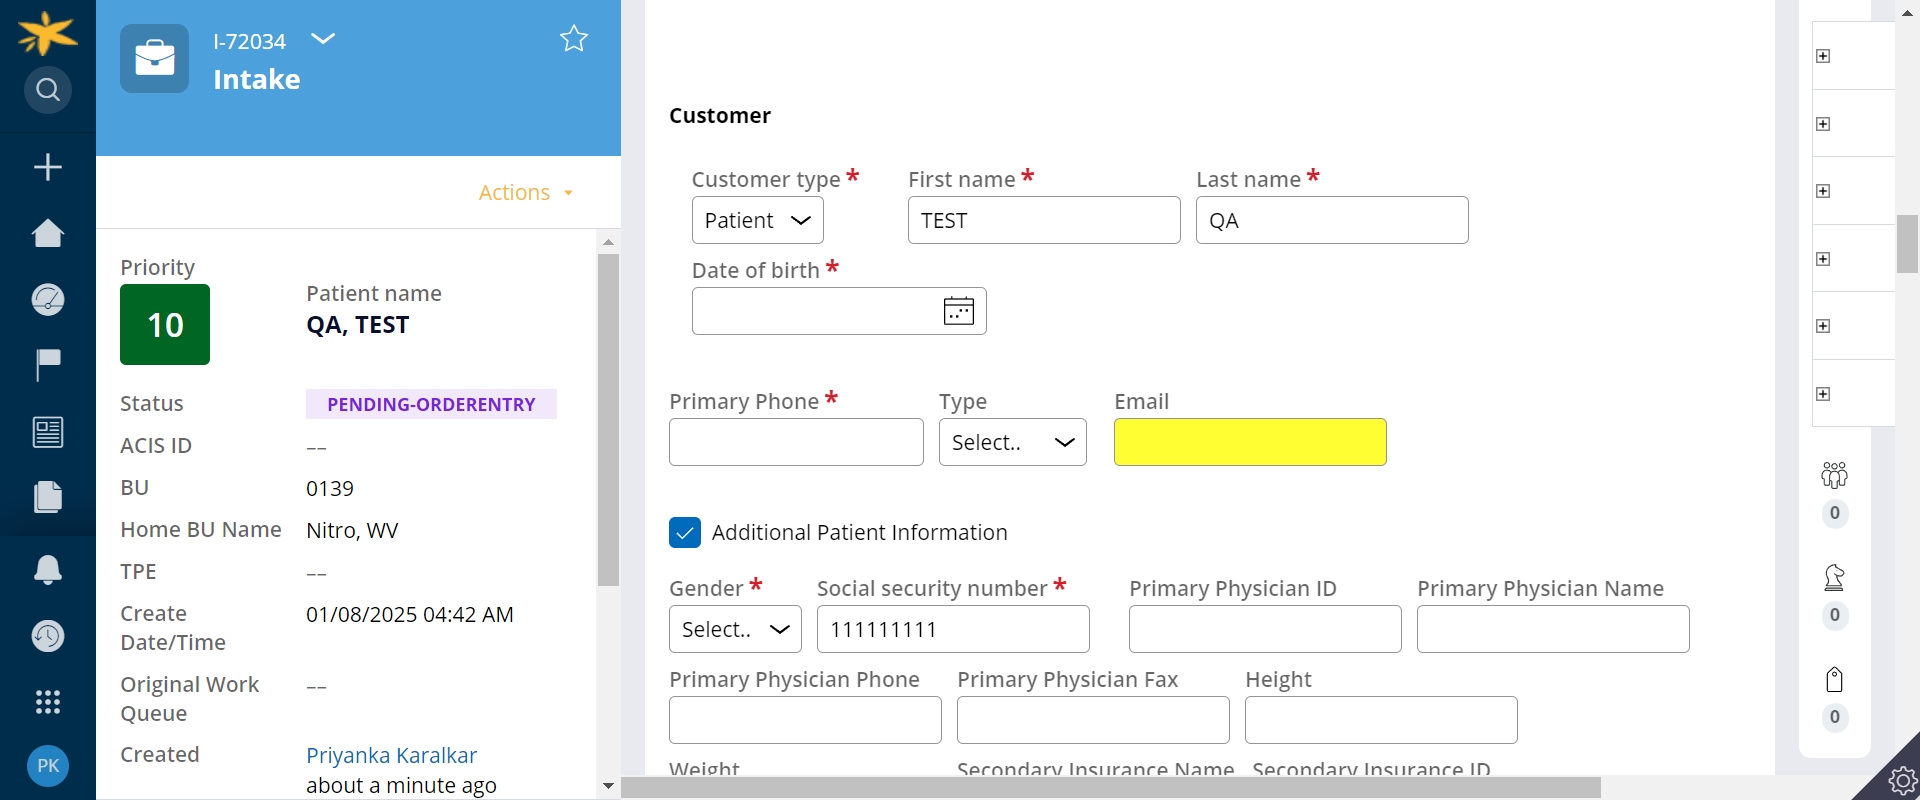 I-72034
Intake
Actions
Priority
10
Patient name
QA, TEST
Status
PENDING-ORDERENTRY
ACIS ID
––
BU
0139
Home BU Name
Nitro, WV
TPE
––
Create
Date/Time
01/08/2025 04:42 AM
Original Work
Queue
––
Created
Priyanka Karalkar
about a minute ago
PK
Customer
Customer type *
First name *
Last name *
Patient
TEST
QA
Date of birth *
Primary Phone *
Type
Email
Select..
Additional Patient Information
Gender *
Social security number *
Primary Physician ID
Primary Physician Name
Select..
111111111
Primary Physician Phone
Primary Physician Fax
Height
Weight
Secondary Insurance Name
Secondary Insurance ID
0
0
0